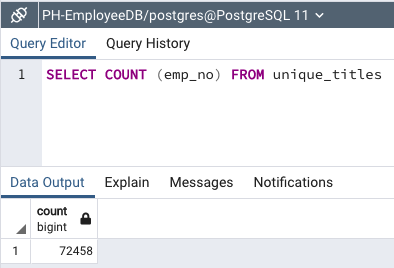 PH-EmployeeDB/postgres@PostgreSQL 11
Query Editor Query History
1 SELECT COUNT (emp_no) FROM unique_titles
Data Output Explain Messages Notifications
count
bigint
1 72458